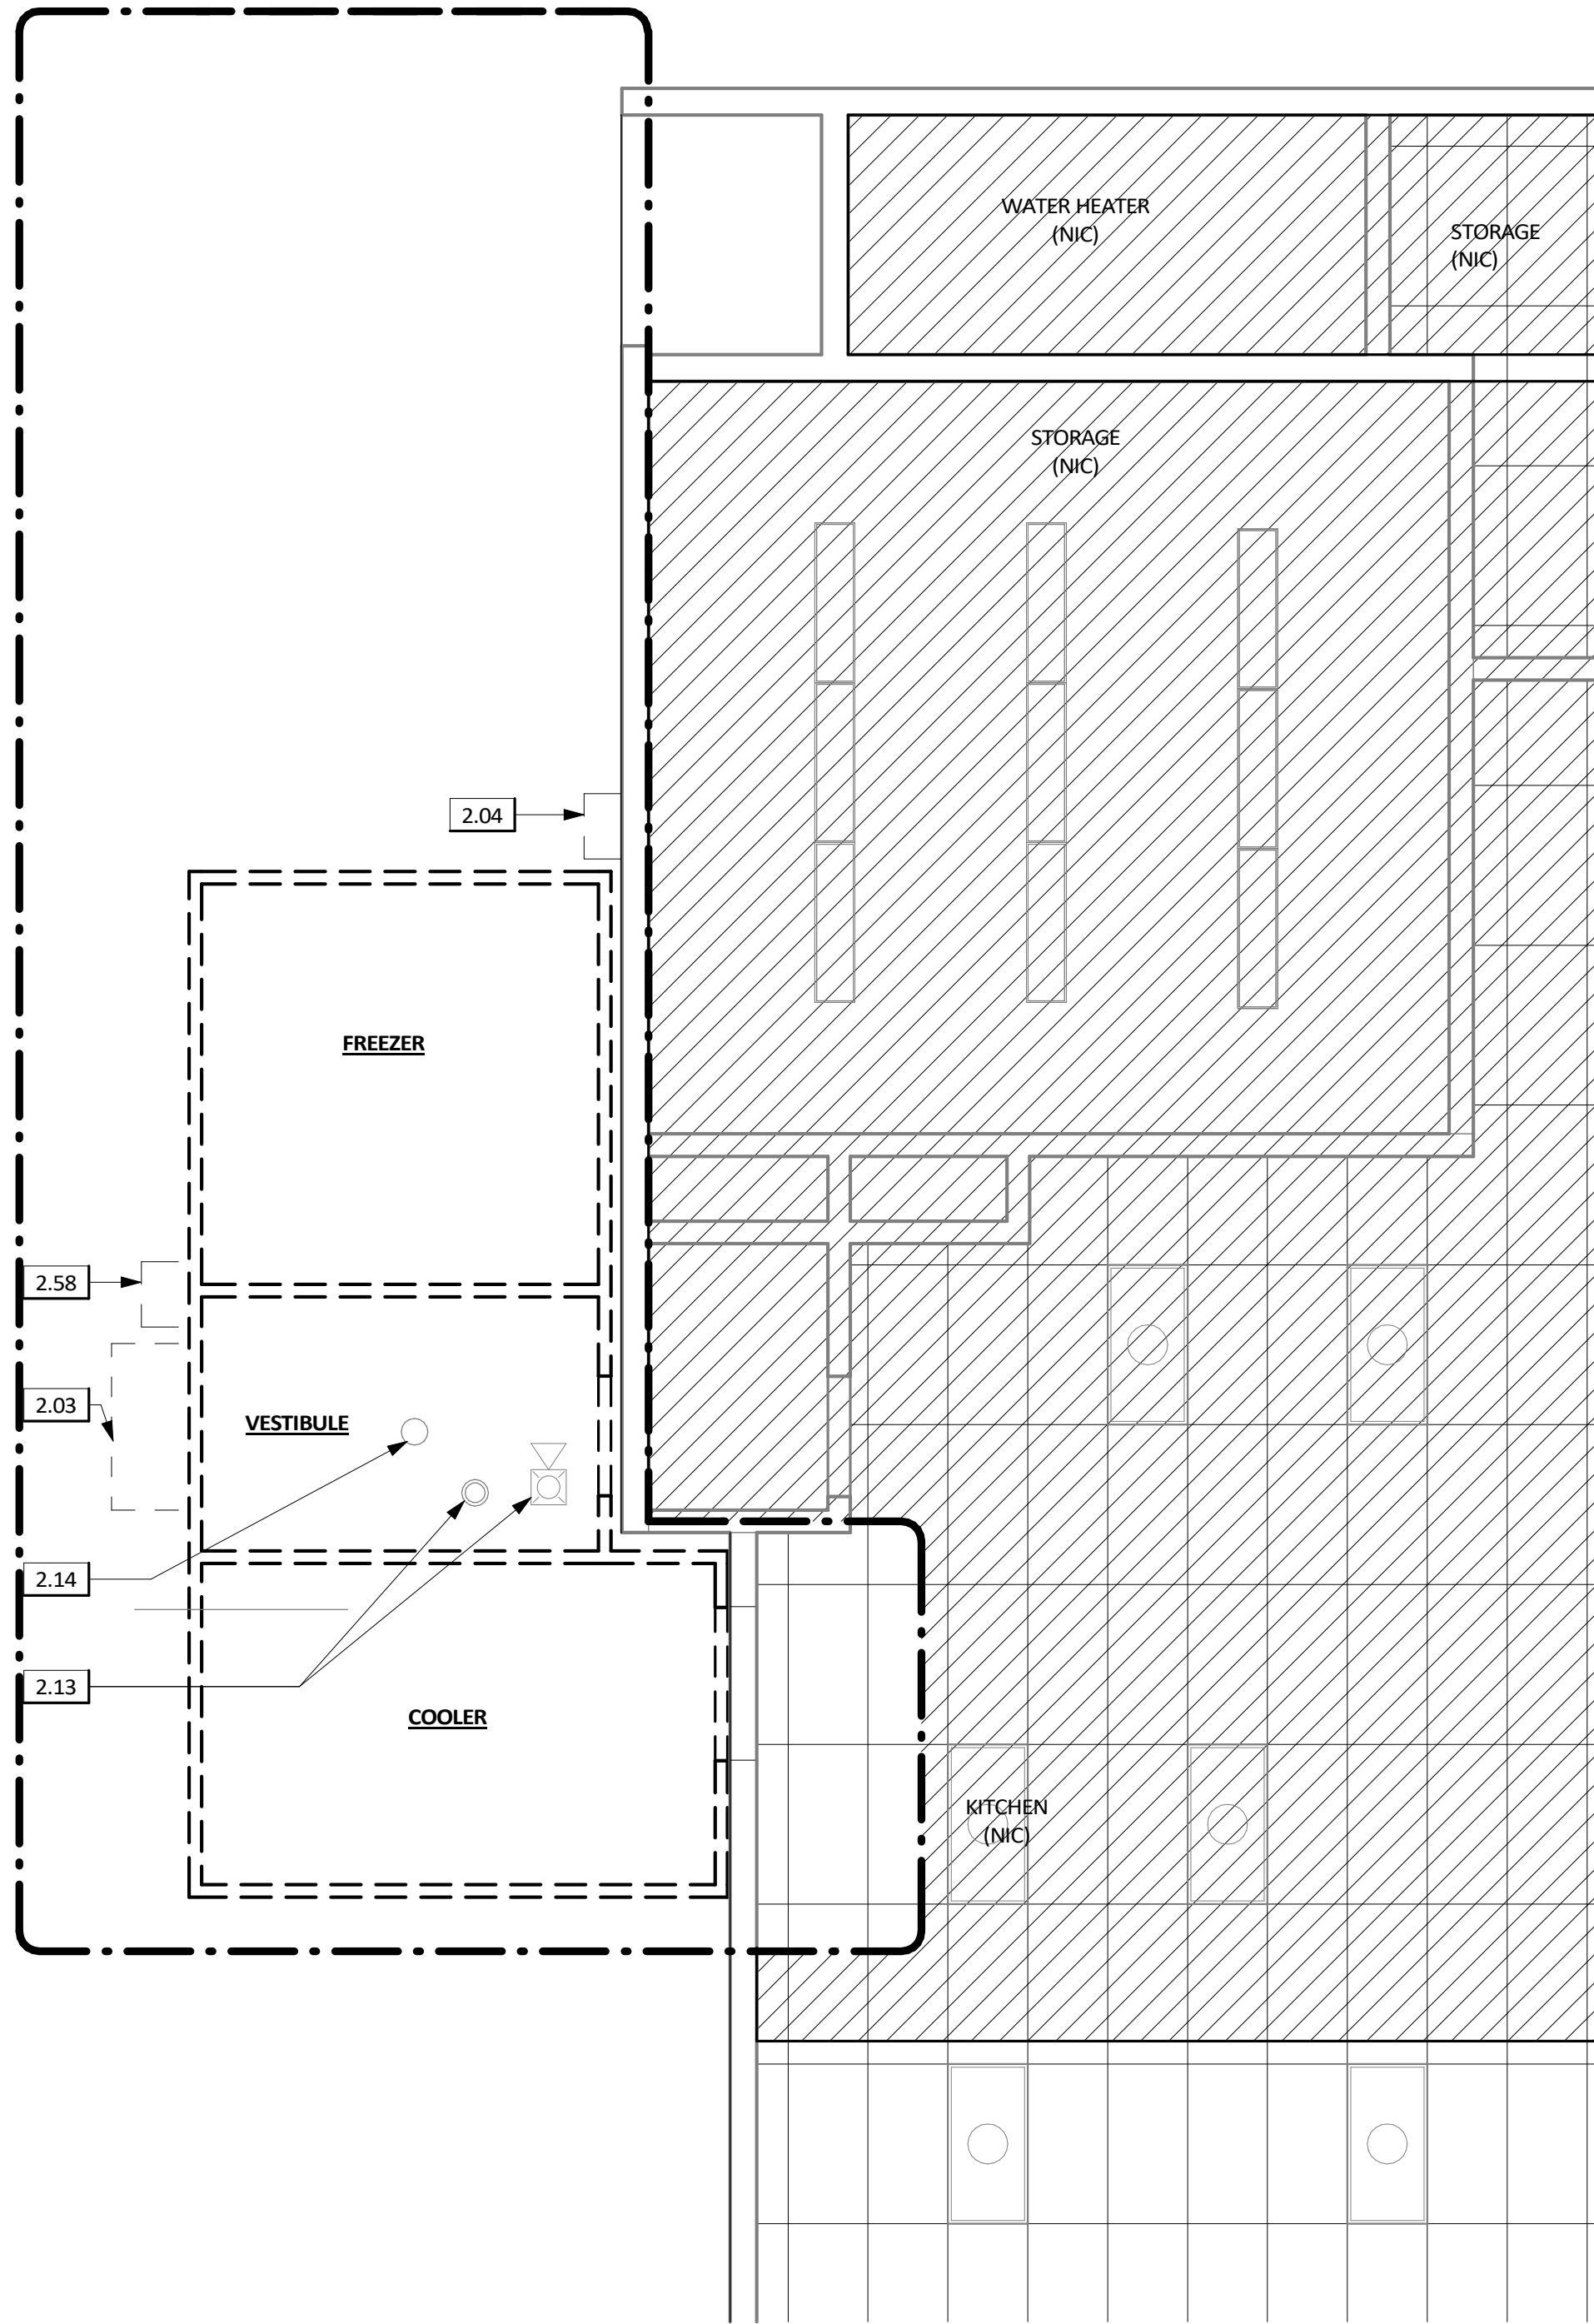 WATER HEATER
(NIC)
STORAGE
(NIC)
STORAGE
(NIC)
2.04
FREEZER
2.58
2.03
VESTIBULE
2.14
2.13
COOLER
KITCHEN
(NIC)